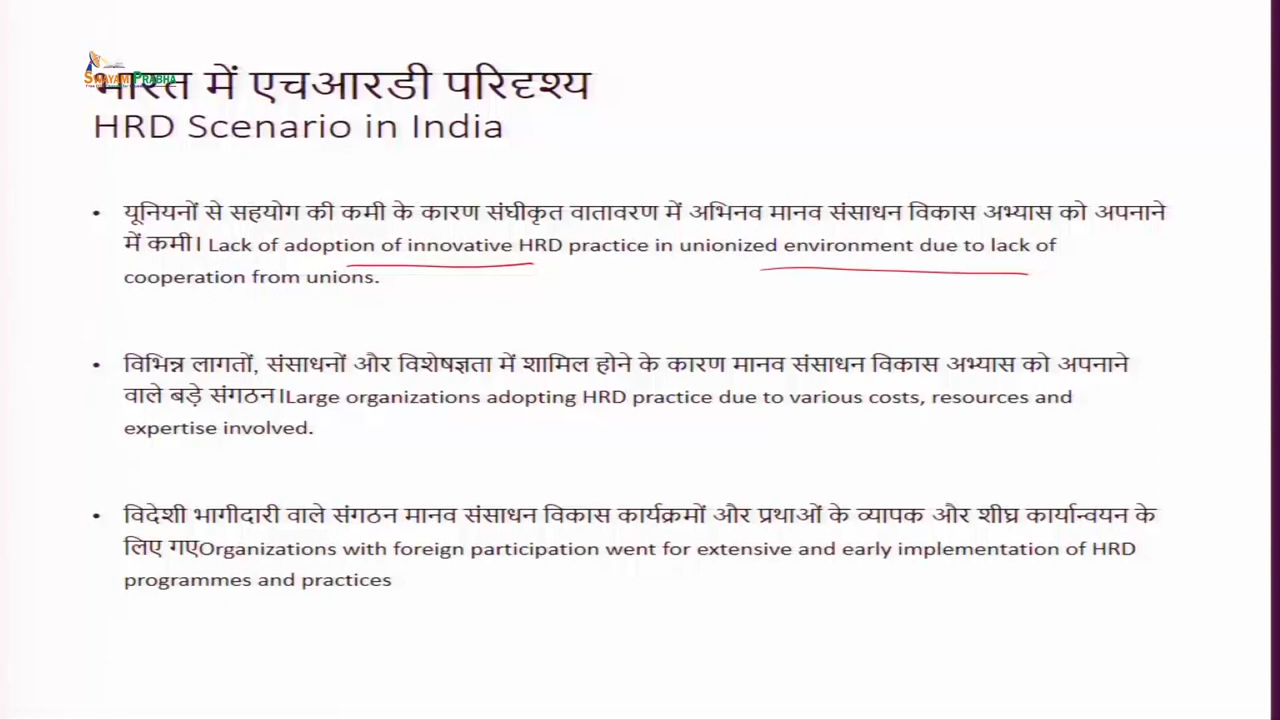 SWAYAM PRABHA
भारत में एचआरडी परिदृश्य
HRD Scenario in India
• यूनियनों से सहयोग की कमी के कारण संघीकृत वातावरण में अभिनव मानव संसाधन विकास अभ्यास को अपनाने
में कमी। Lack of adoption of innovative HRD practice in unionized environment due to lack of
cooperation from unions.
• विभिन्न लागतों, संसाधनों और विशेषज्ञता में शामिल होने के कारण मानव संसाधन विकास अभ्यास को अपनाने
वाले बड़े संगठन।Large organizations adopting HRD practice due to various costs, resources and
expertise involved.
• विदेशी भागीदारी वाले संगठन मानव संसाधन विकास कार्यक्रमों और प्रथाओं के व्यापक और शीघ्र कार्यान्वयन के
लिए गएOrganizations with foreign participation went for extensive and early implementation of HRD
programmes and practices